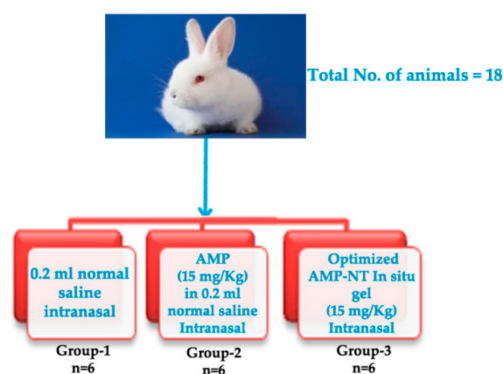 Total No. of animals = 18
0.2 ml normal
saline
intranasal
Group-1
n=6
AMP
(15 mg/Kg)
in 0.2 ml
normal saline
Intranasal
Group-2
n=6
Optimized
AMP-NT In situ
gel
(15 mg/Kg)
Intranasal
Group-3
n=6